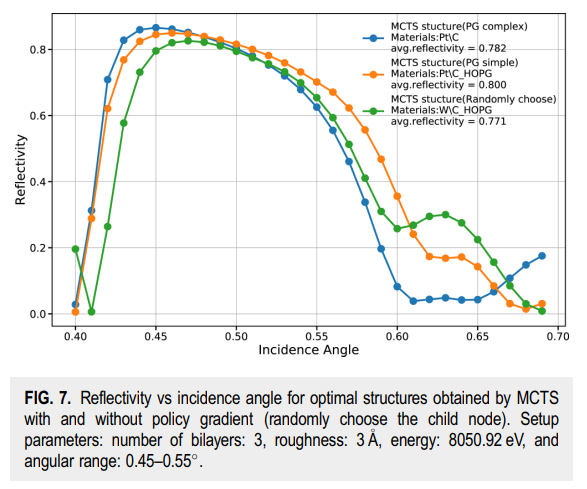 MCTS stucture(PG complex)
Materials:Pt\C
avg.reflectivity = 0.782
MCTS stucture(PG simple)
Materials:Pt\C_HOPG
avg.reflectivity = 0.800
MCTS stucture(Randomly choose)
Materials:W\C_HOPG
avg.reflectivity = 0.771
Reflectivity
0.8
0.6
0.4
0.2
0.0
0.40 0.45 0.50 0.55 0.60 0.65 0.70
Incidence Angle
FIG. 7. Reflectivity vs incidence angle for optimal structures obtained by MCTS
with and without policy gradient (randomly choose the child node). Setup
parameters: number of bilayers: 3, roughness: 3 Å, energy: 8050.92 eV, and
angular range: 0.45–0.55°.